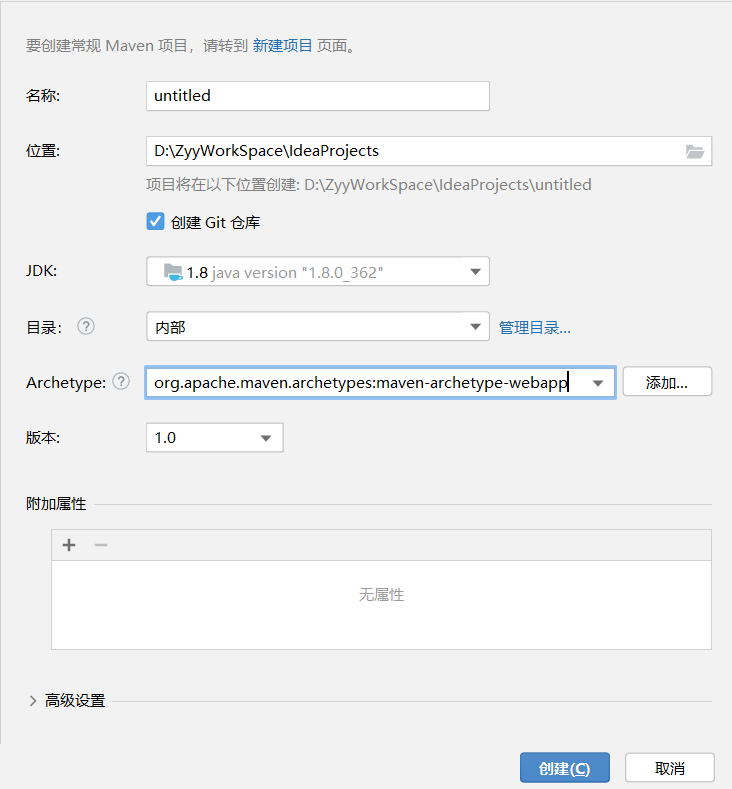 要创建常规 Maven 项目，请转到 新建项目 页面。
名称: untitled
位置: D:\ZyyWorkSpace\IdeaProjects
项目将在以下位置创建: D:\ZyyWorkSpace\IdeaProjects\untitled
创建 Git 仓库
JDK: 1.8 java version "1.8.0_362"
目录: ? 内部 管理目录...
Archetype: ? org.apache.maven.archetypes:maven-archetype-webapp 添加...
版本: 1.0
附加属性
无属性
高级设置
创建(C) 取消